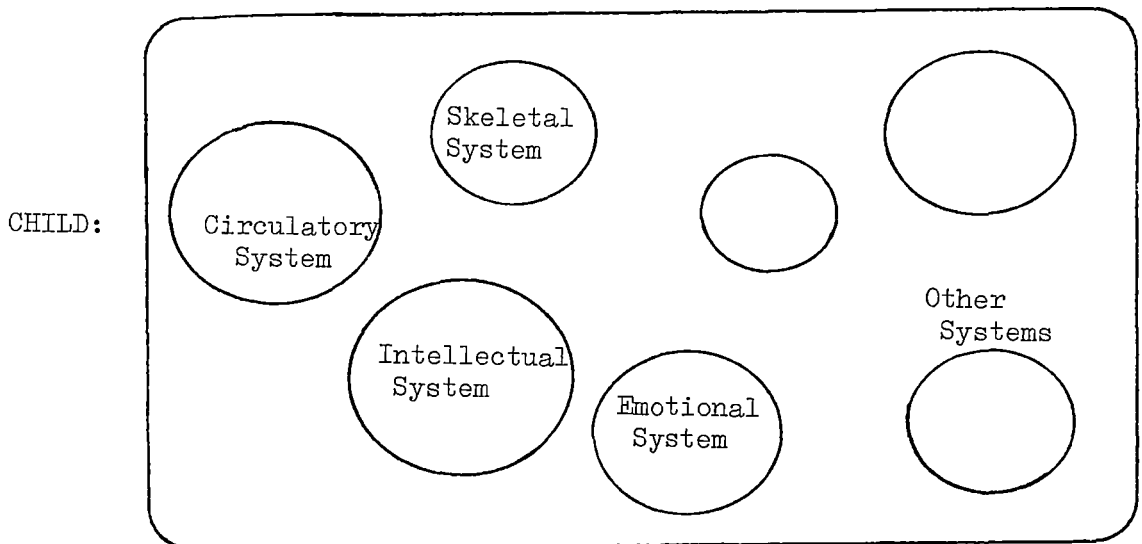 Skeletal
System
CHILD:
Circulatory
System
Other
Systems
Intellectual
System
Emotional
System